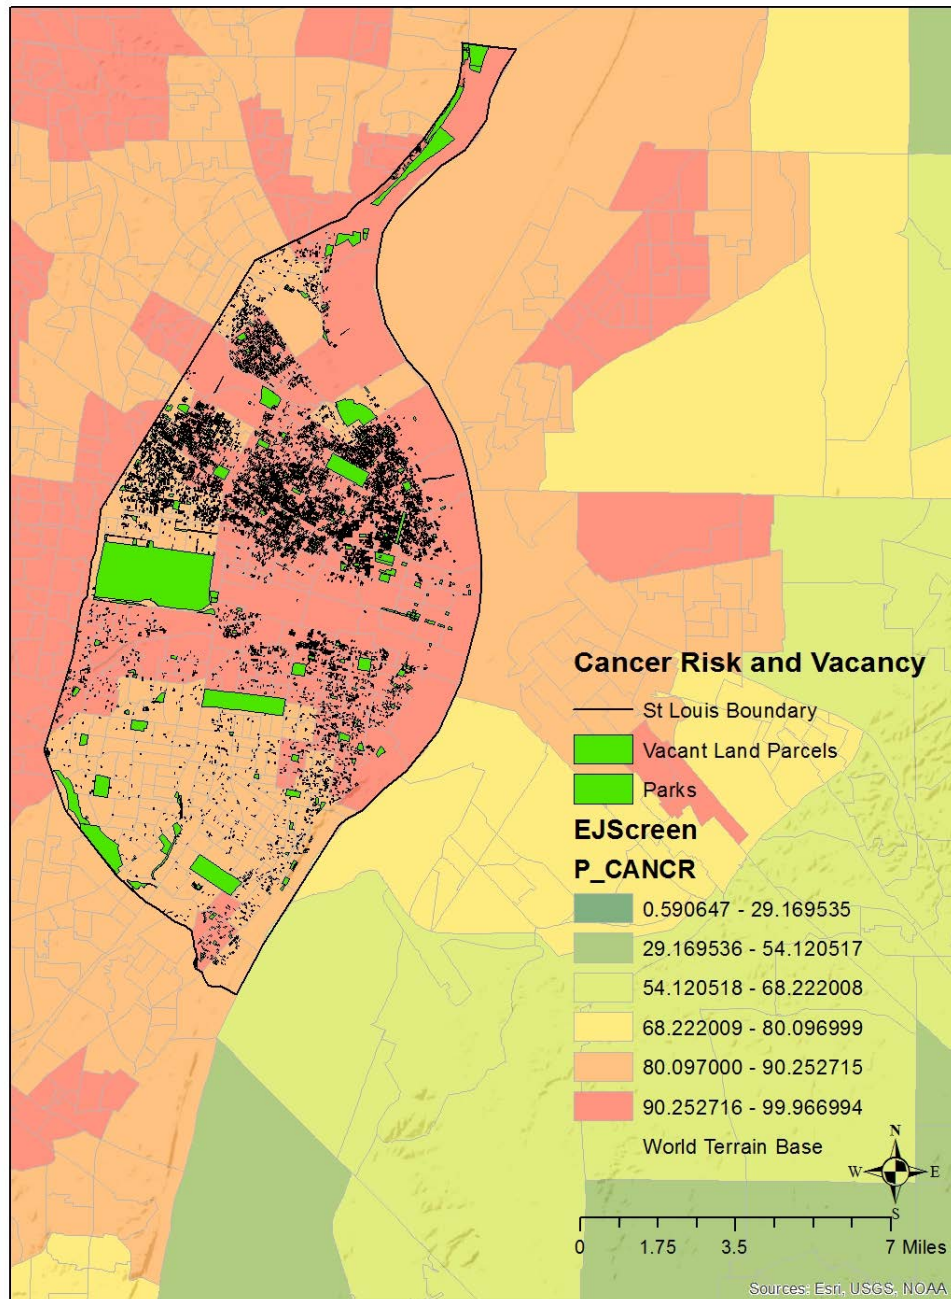 Cancer Risk and Vacancy
St Louis Boundary
Vacant Land Parcels
Parks
EJScreen
P_CANCR
0.590647 - 29.169535
29.169536 - 54.120517
54.120518 - 68.222008
68.222009 - 80.096999
80.097000 - 90.252715
90.252716 - 99.966994
World Terrain Base
N
W E
S
0 1.75 3.5 7 Miles
Sources: Esri, USGS, NOAA